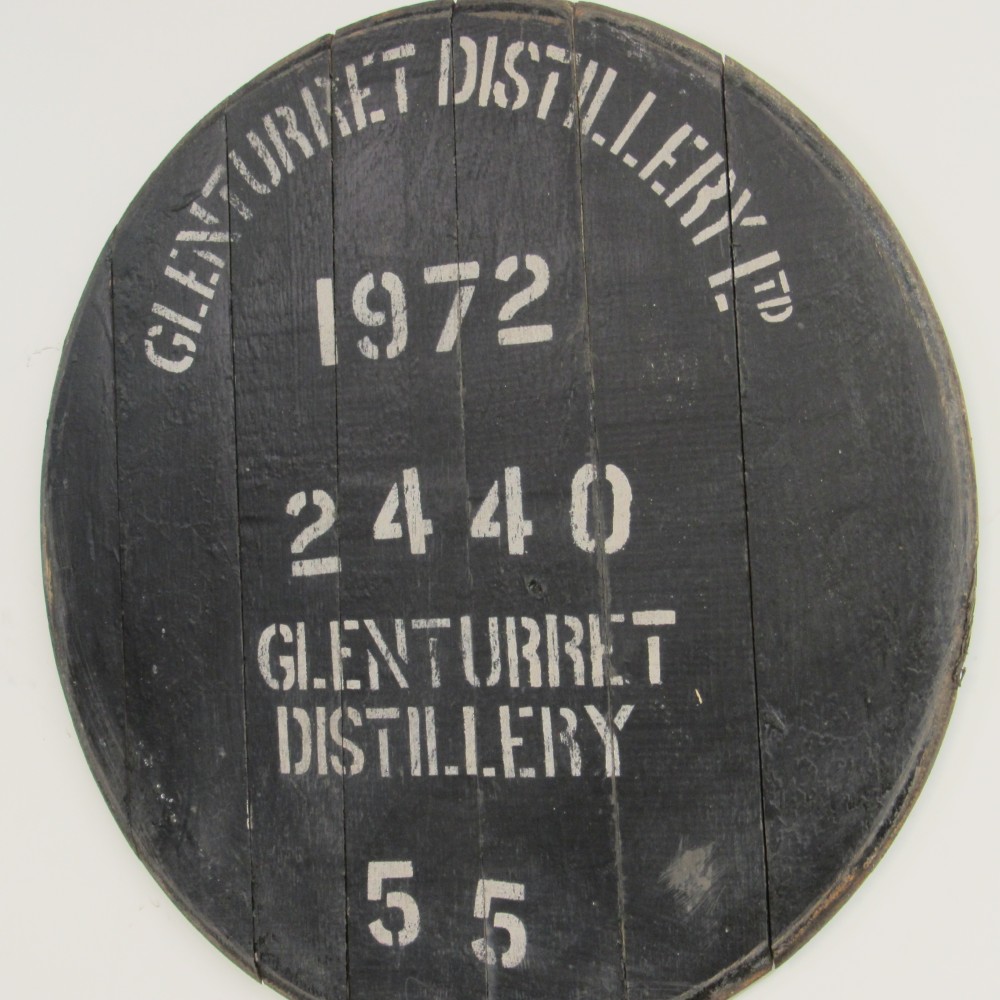 GLENTURRET DISTILLERY LTD
1972
2440
GLENTURRET
DISTILLERY
55